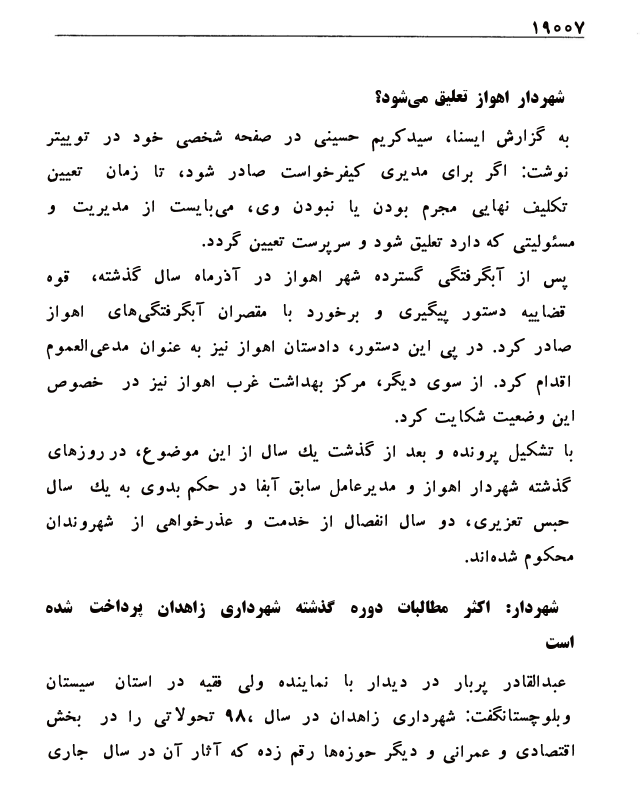 ۱۹۰۰۷
شهردار اهواز تعلیق می‌شود؟
به گزارش ایسنا، سیدکریم حسینی در صفحه شخصی خود در توییتر
نوشت: اگر برای مدیری کیفرخواست صادر شود، تا زمان تعیین
تکلیف نهایی مجرم بودن یا نبودن وی، می‌بایست از مدیریت و
مسئولیتی که دارد تعلیق شود و سرپرست تعیین گردد.
پس از آبگرفتگی گسترده شهر اهواز در آذرماه سال گذشته، قوه
قضاییه دستور پیگیری و برخورد با مقصران آبگرفتگی‌های اهواز
صادر کرد. در پی این دستور، دادستان اهواز نیز به عنوان مدعی‌العموم
اقدام کرد. از سوی دیگر، مرکز بهداشت غرب اهواز نیز در خصوص
این وضعیت شکایت کرد.
با تشکیل پرونده و بعد از گذشت یك سال از این موضوع، در روزهای
گذشته شهردار اهواز و مدیرعامل سابق آبفا در حکم بدوی به یك سال
حبس تعزیری، دو سال انفصال از خدمت و عذرخواهی از شهروندان
محکوم شده‌اند.
شهردار: اکثر مطالبات دوره گذشته شهرداری زاهدان پرداخت شده
است
عبدالقادر پربار در دیدار با نماینده ولی فقیه در استان سیستان
وبلوچستانگفت: شهرداری زاهدان در سال ۹۸، تحولاتی را در بخش
اقتصادی و عمرانی و دیگر حوزه‌ها رقم زده که آثار آن در سال جاری